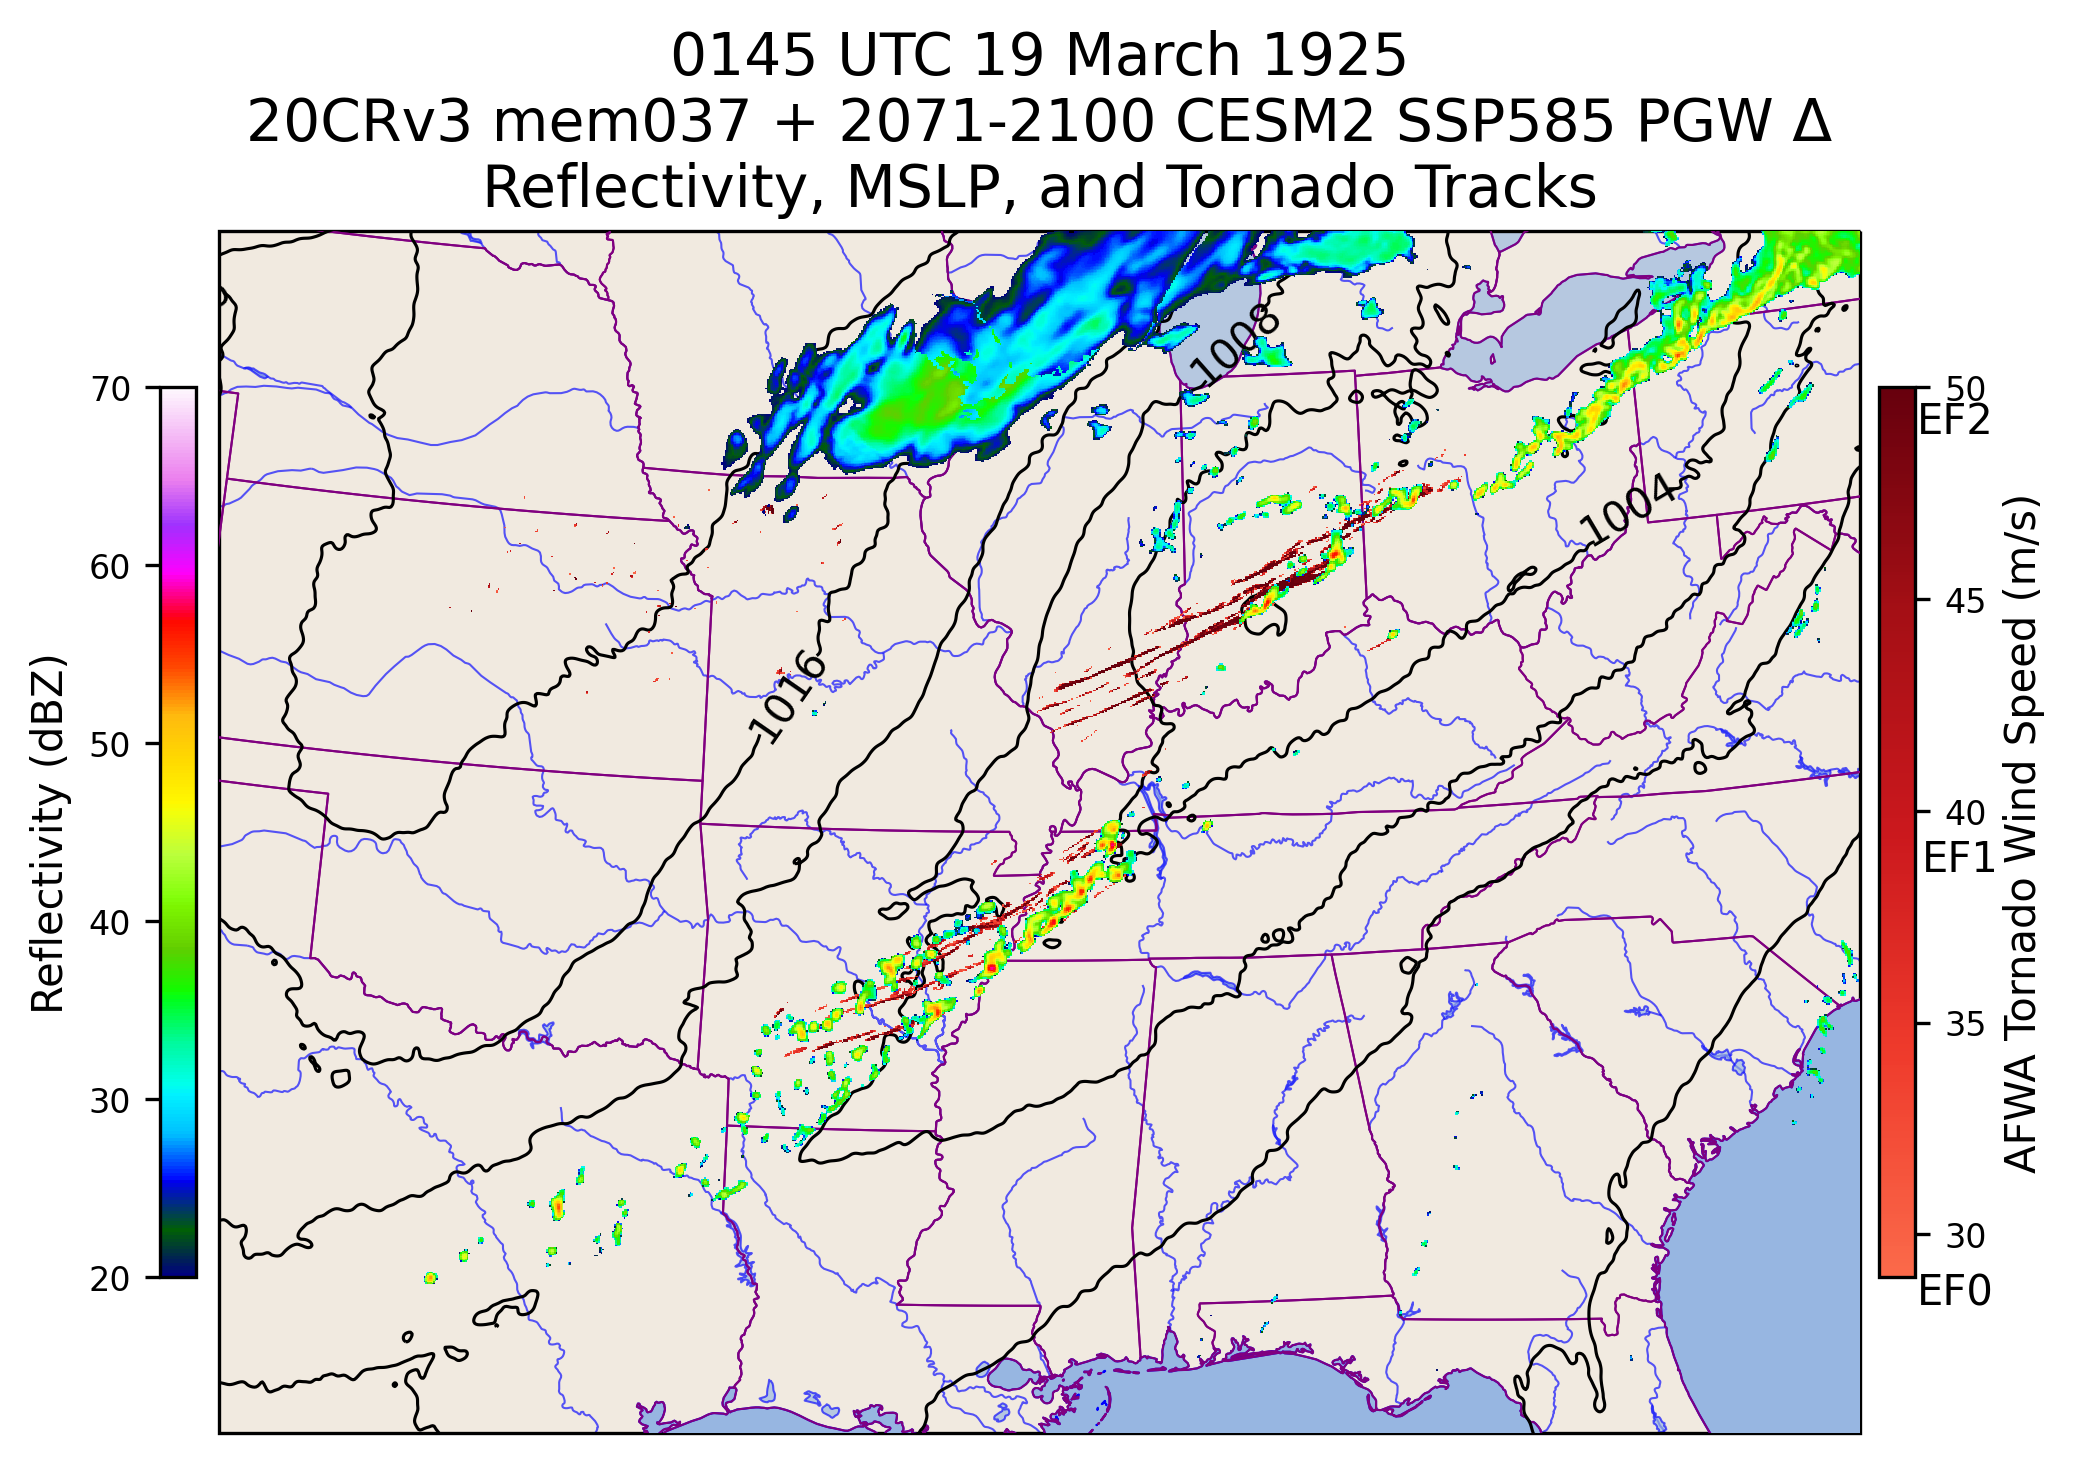 0145 UTC 19 March 1925
20CRv3 mem037 + 2071-2100 CESM2 SSP585 PGW Δ
Reflectivity, MSLP, and Tornado Tracks
1008
1004
1016
70
60
50
40
30
20
Reflectivity (dBZ)
50
EF2
45
40
EF1
35
30
EF0
AFWA Tornado Wind Speed (m/s)